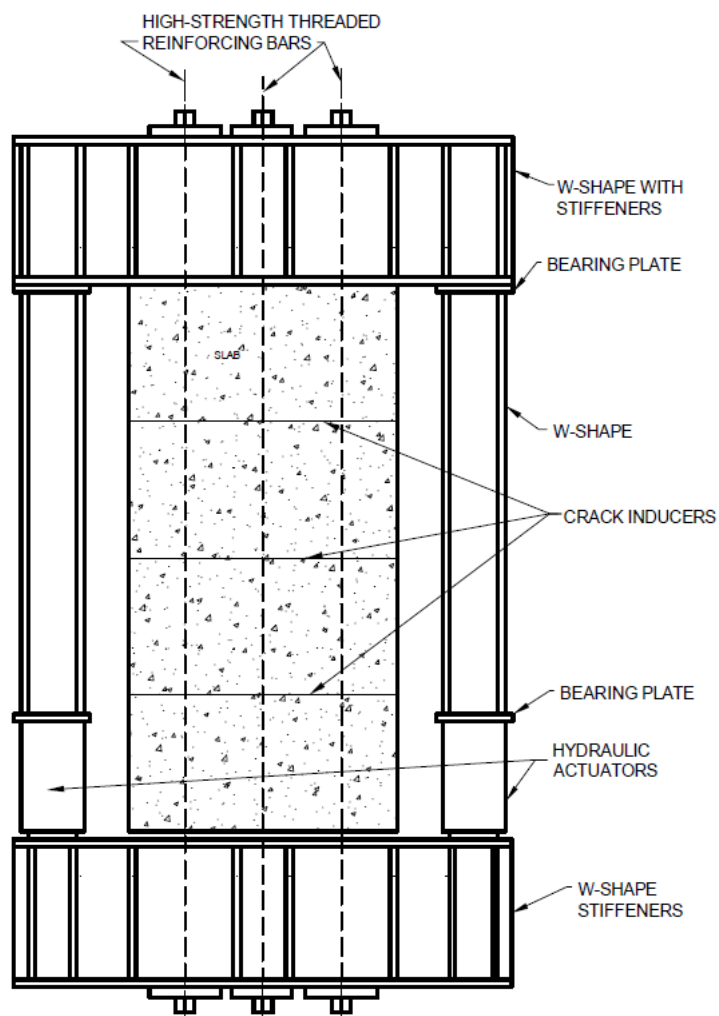 HIGH-STRENGTH THREADED
REINFORCING BARS
W-SHAPE WITH
STIFFENERS
BEARING PLATE
SLAB
W-SHAPE
CRACK INDUCERS
BEARING PLATE
HYDRAULIC
ACTUATORS
W-SHAPE
STIFFENERS